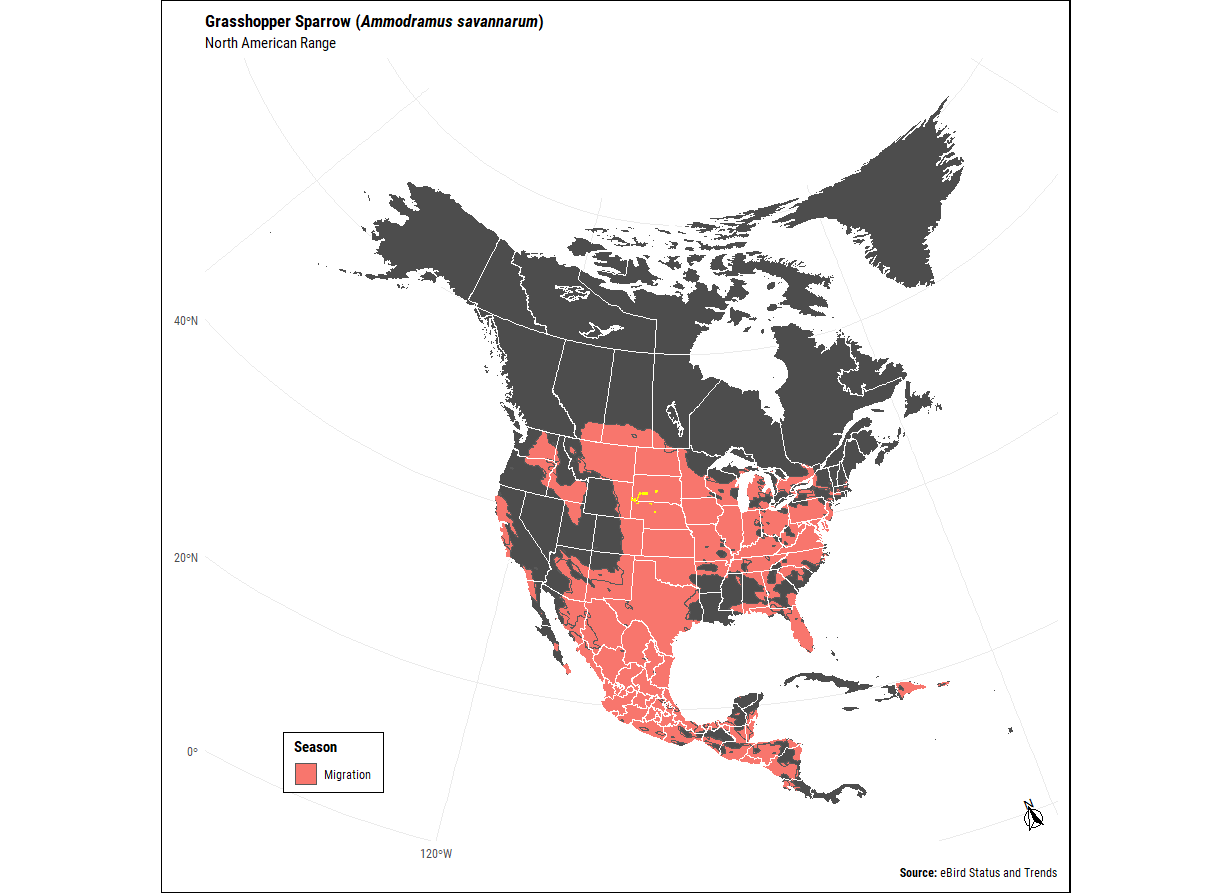 Grasshopper Sparrow (Ammodramus savannarum)
North American Range
40°N
20°N
0°
120°W
Season
Migration
N
Source: eBird Status and Trends